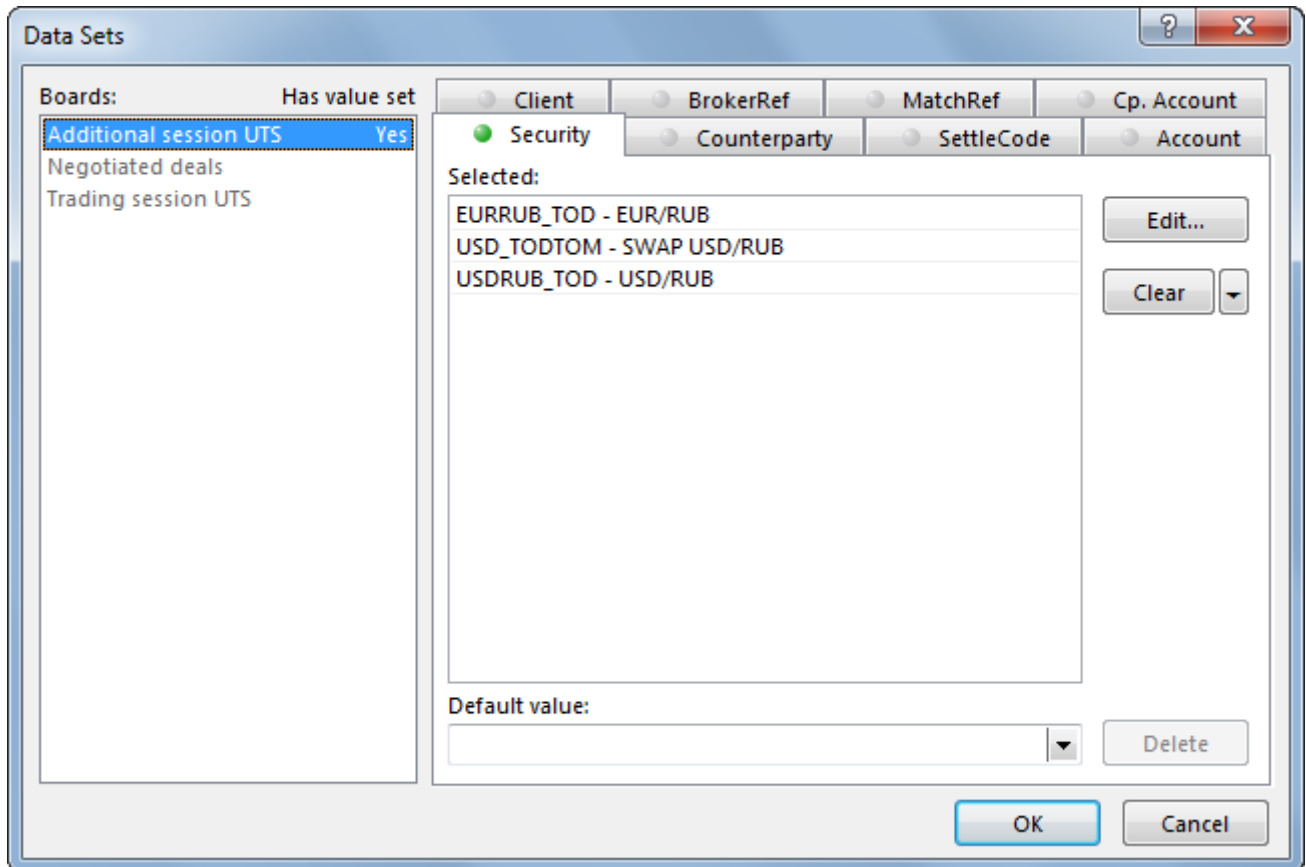 Data Sets
?
Boards: Has value set
Additional session UTS Yes
Negotiated deals
Trading session UTS
Client BrokerRef MatchRef Cp. Account
Security Counterparty SettleCode Account
Selected:
EURRUB_TOD - EUR/RUB
USD_TODTOM - SWAP USD/RUB
USDRUB_TOD - USD/RUB
Edit...
Clear
Default value:
Delete
OK Cancel